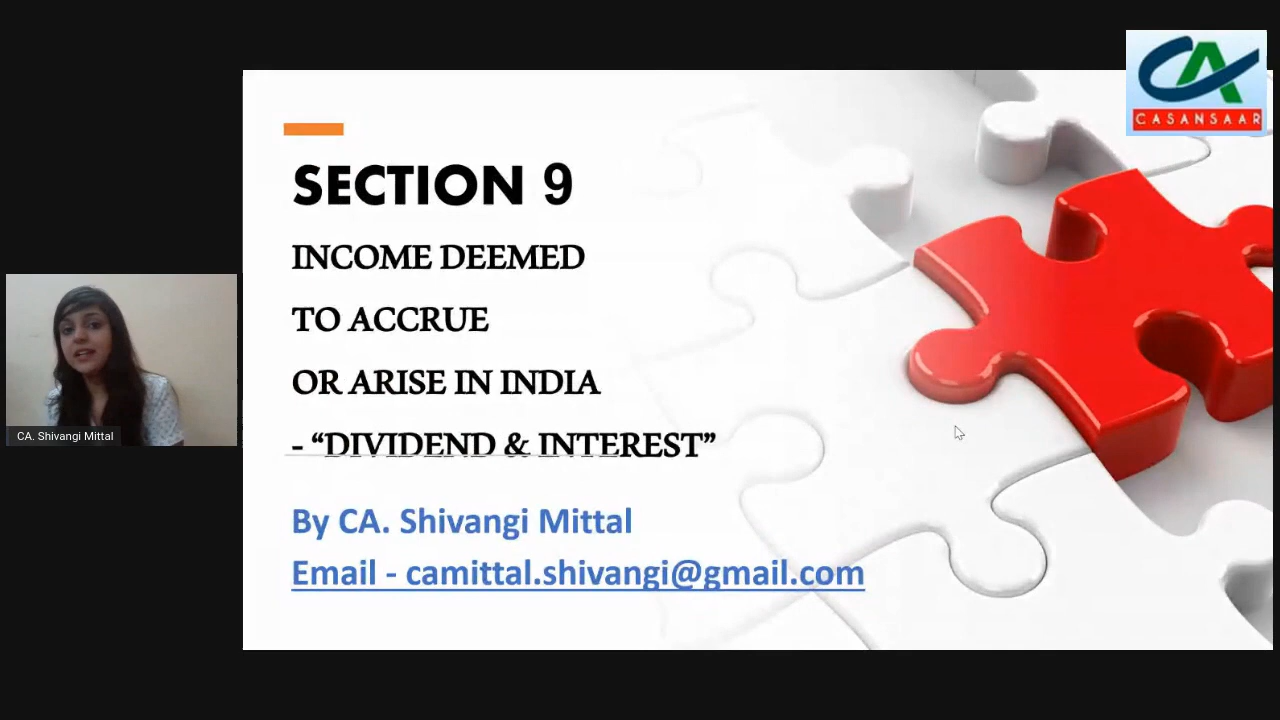 CA
CASANSAAR
SECTION 9
INCOME DEEMED
TO ACCRUE
OR ARISE IN INDIA
- “DIVIDEND & INTEREST”
By CA. Shivangi Mittal
Email - camittal.shivangi@gmail.com
CA. Shivangi Mittal